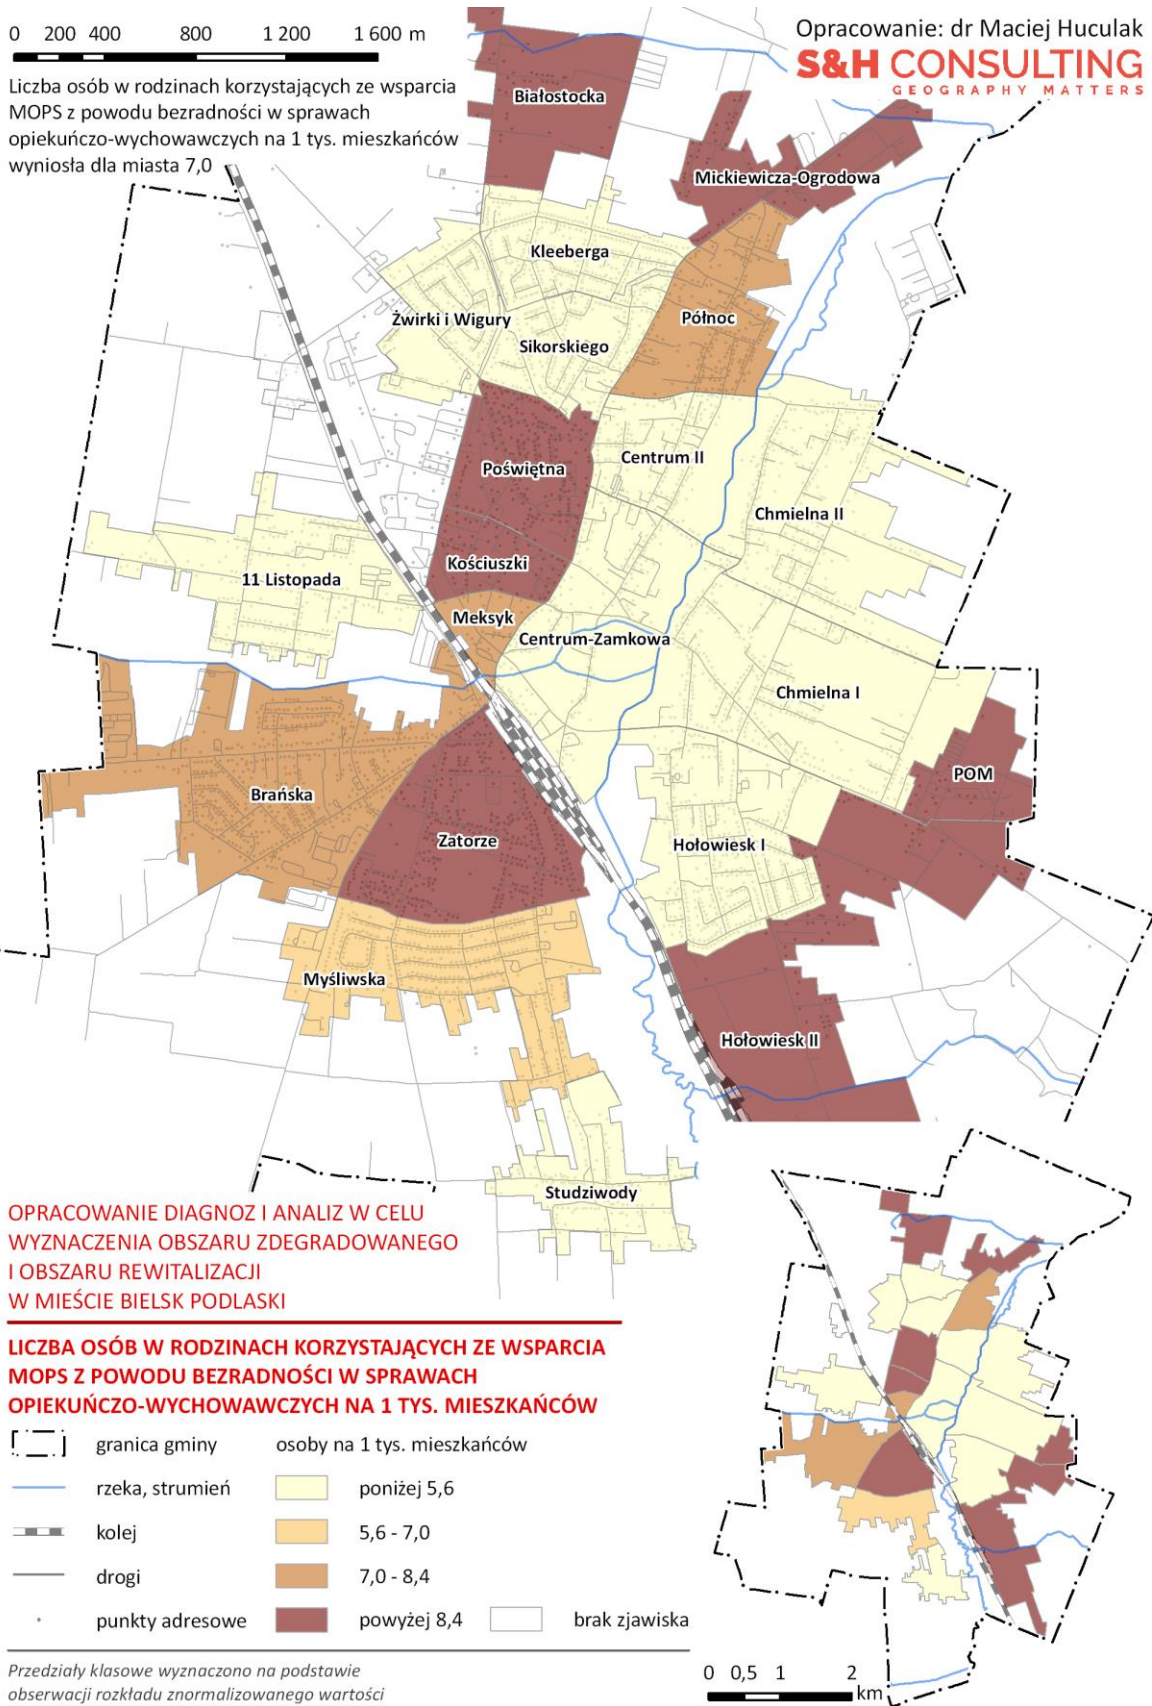 0 200 400 800 1 200 1 600 m
Opracowanie: dr Maciej Huculak
S&H CONSULTING
GEOGRAPHY MATTERS
Liczba osób w rodzinach korzystających ze wsparcia
MOPS z powodu bezradności w sprawach
opiekuńczo-wychowawczych na 1 tys. mieszkańców
wyniosła dla miasta 7,0
Białostocka
Mickiewicza-Ogrodowa
Kleeberga
Żwirki i Wigury
Północ
Sikorskiego
Centrum II
Poświętna
Chmielna II
Kościuszki
11 Listopada
Meksyk
Centrum-Zamkowa
Chmielna I
POM
Brańska
Zatorze
Hołowiesk I
Myśliwska
Hołowiesk II
Studziwody
OPRACOWANIE DIAGNOZ I ANALIZ W CELU
WYZNACZENIA OBSZARU ZDEGRADOWANEGO
I OBSZARU REWITALIZACJI
W MIEŚCIE BIELSK PODLASKI
LICZBA OSÓB W RODZINACH KORZYSTAJĄCYCH ZE WSPARCIA
MOPS Z POWODU BEZRADNOŚCI W SPRAWACH
OPIEKUŃCZO-WYCHOWAWCZYCH NA 1 TYS. MIESZKAŃCÓW
granica gminy osoby na 1 tys. mieszkańców
rzeka, strumień poniżej 5,6
kolej 5,6 - 7,0
drogi 7,0 - 8,4
punkty adresowe powyżej 8,4 brak zjawiska
Przedziały klasowe wyznaczono na podstawie
obserwacji rozkładu znormalizowanego wartości
0 0,5 1 2
km